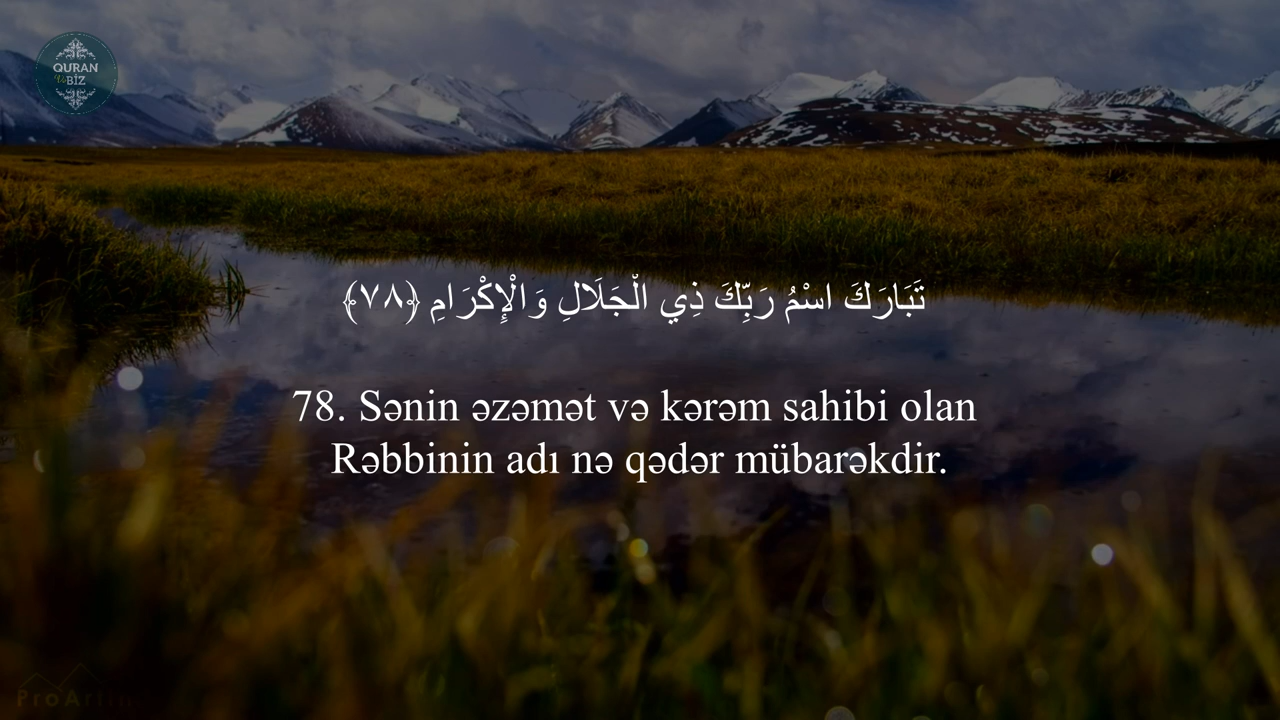 QURAN
Və BİZ
تَبَارَكَ اسْمُ رَبِّكَ ذِي الْجَلَالِ وَالْإِكْرَامِ ﴿٧٨﴾
78. Sənin əzəmət və kərəm sahibi olan
Rəbbinin adı nə qədər mübarəkdir.